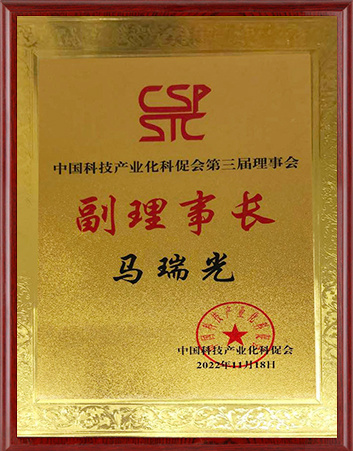 CSP
STC
中国科技产业化科促会第三届理事会
副理事长
马瑞光
中国科技产业化科促会
2022年11月18日